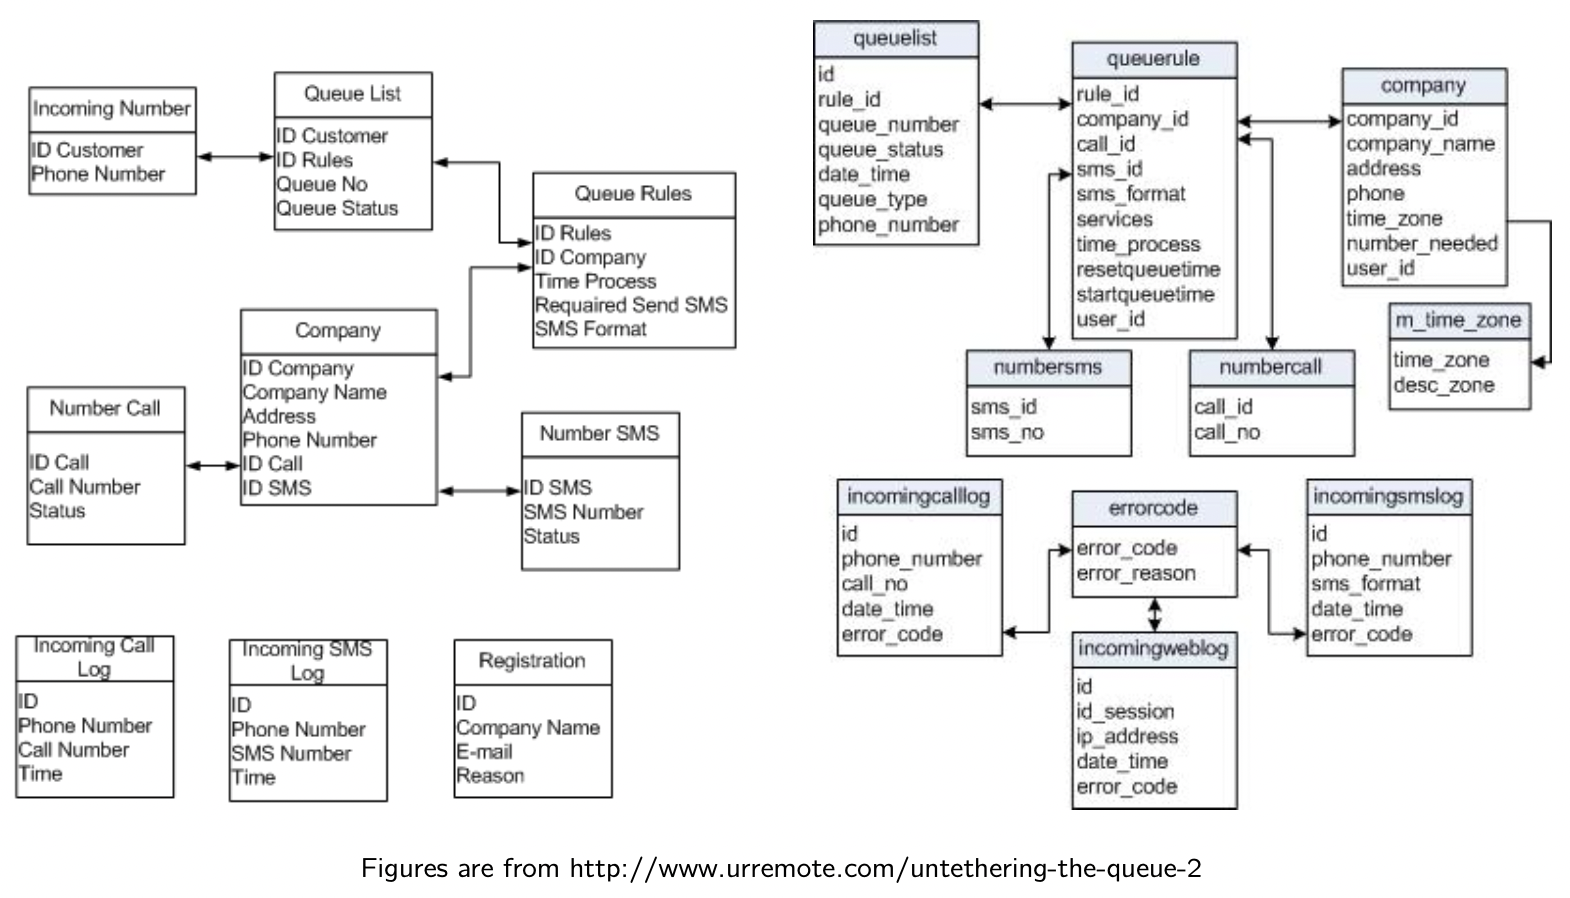 Incoming Number
ID Customer
Phone Number
Queue List
ID Customer
ID Rules
Queue No
Queue Status
Queue Rules
ID Rules
ID Company
Time Process
Requaired Send SMS
SMS Format
Company
ID Company
Company Name
Address
Phone Number
ID Call
ID SMS
Number Call
ID Call
Call Number
Status
Number SMS
ID SMS
SMS Number
Status
Incoming Call
Log
ID
Phone Number
Call Number
Time
Incoming SMS
Log
ID
Phone Number
SMS Number
Time
Registration
ID
Company Name
E-mail
Reason
queuelist
id
rule_id
queue_number
queue_status
date_time
queue_type
phone_number
queuerule
rule_id
company_id
call_id
sms_id
sms_format
services
time_process
resetqueuetime
startqueuetime
user_id
company
company_id
company_name
address
phone
time_zone
number_needed
user_id
m_time_zone
time_zone
desc_zone
numbersms
sms_id
sms_no
numbercall
call_id
call_no
incomingcalllog
id
phone_number
call_no
date_time
error_code
errorcode
error_code
error_reason
incomingsmslog
id
phone_number
sms_format
date_time
error_code
incomingweblog
id
id_session
ip_address
date_time
error_code
Figures are from http://www.urremote.com/untethering-the-queue-2